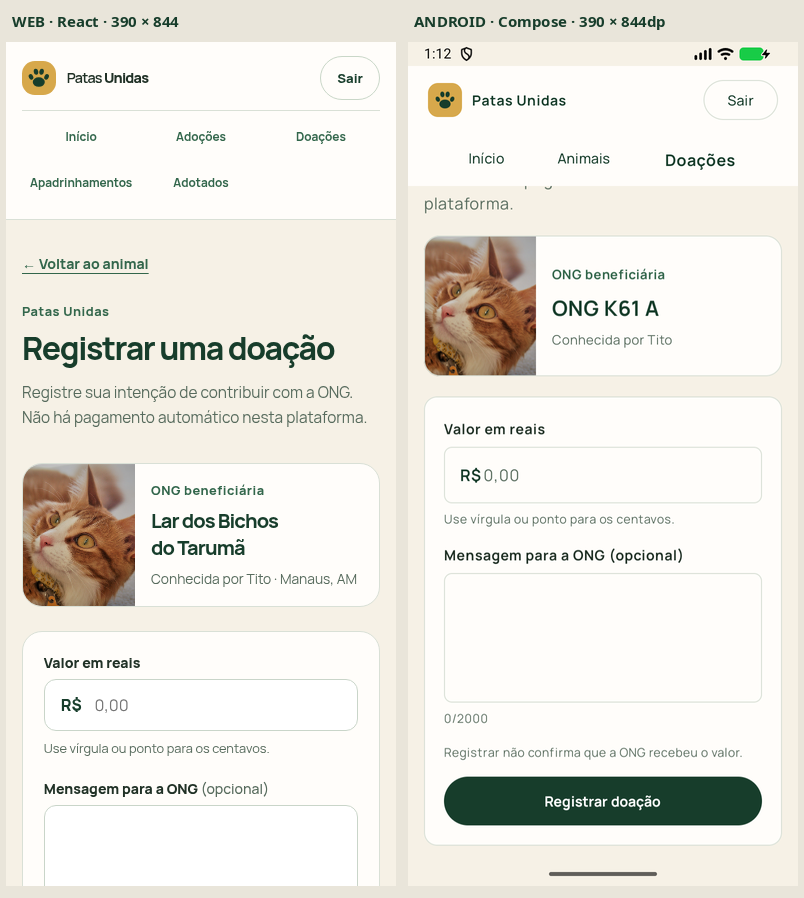 WEB · React · 390 × 844
Patas Unidas
Sair
Início
Adoções
Doações
Apadrinhamentos
Adotados
← Voltar ao animal
Patas Unidas
Registrar uma doação
Registre sua intenção de contribuir com a ONG.
Não há pagamento automático nesta plataforma.
ONG beneficiária
Lar dos Bichos
do Tarumã
Conhecida por Tito · Manaus, AM
Valor em reais
R$ 0,00
Use vírgula ou ponto para os centavos.
Mensagem para a ONG (opcional)
ANDROID · Compose · 390 × 844dp
1:12
Patas Unidas
Sair
Início
Animais
Doações
plataforma.
ONG beneficiária
ONG K61 A
Conhecida por Tito
Valor em reais
R$ 0,00
Use vírgula ou ponto para os centavos.
Mensagem para a ONG (opcional)
0/2000
Registrar não confirma que a ONG recebeu o valor.
Registrar doação